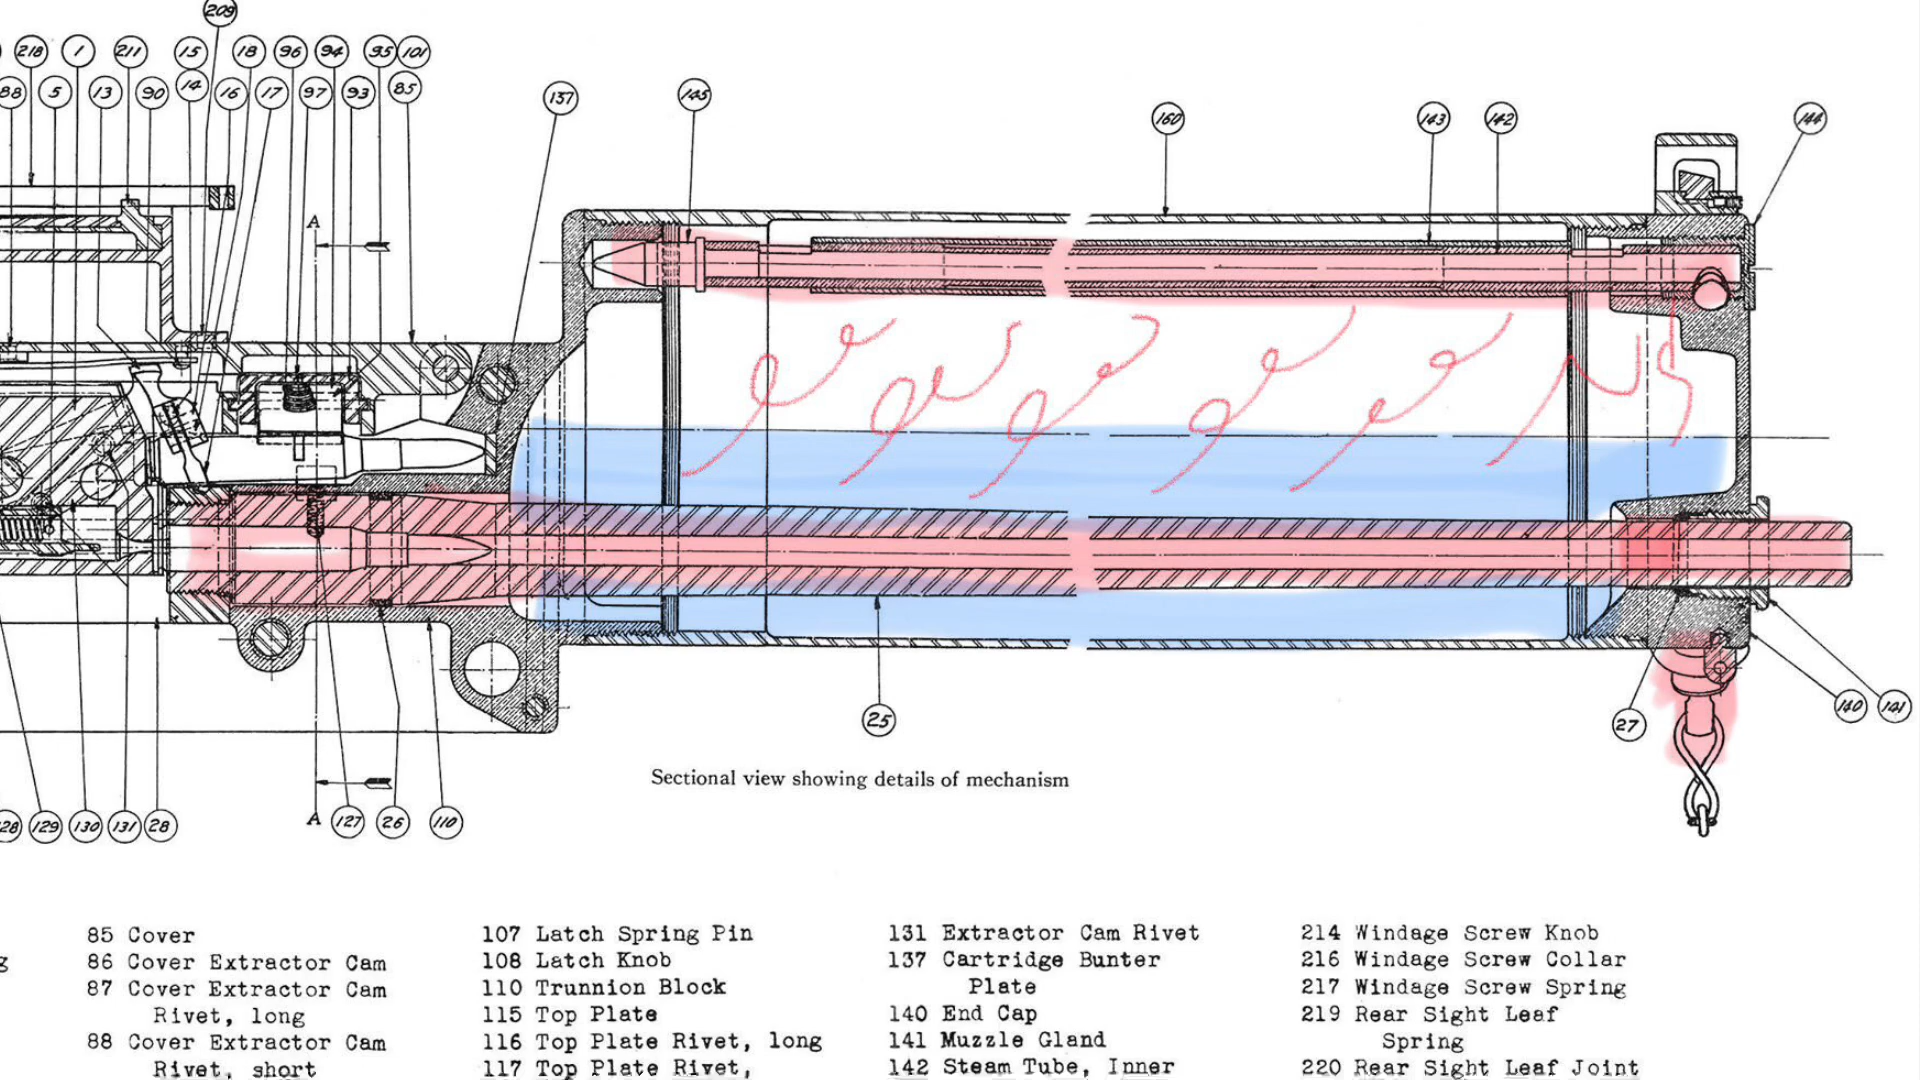 209
218 1 211 15 18 96 94 95 101
88 5 13 90 14 16 17 97 93 85 137 145 160 143 142 144
A
25
27 140 141
Sectional view showing details of mechanism
129 130 131 28 A 127 26 110
85 Cover
86 Cover Extractor Cam
87 Cover Extractor Cam
Rivet, long
88 Cover Extractor Cam
Rivet, short
107 Latch Spring Pin
108 Latch Knob
110 Trunnion Block
115 Top Plate
116 Top Plate Rivet, long
117 Top Plate Rivet,
131 Extractor Cam Rivet
137 Cartridge Bunter
Plate
140 End Cap
141 Muzzle Gland
142 Steam Tube, Inner
214 Windage Screw Knob
216 Windage Screw Collar
217 Windage Screw Spring
219 Rear Sight Leaf
Spring
220 Rear Sight Leaf Joint